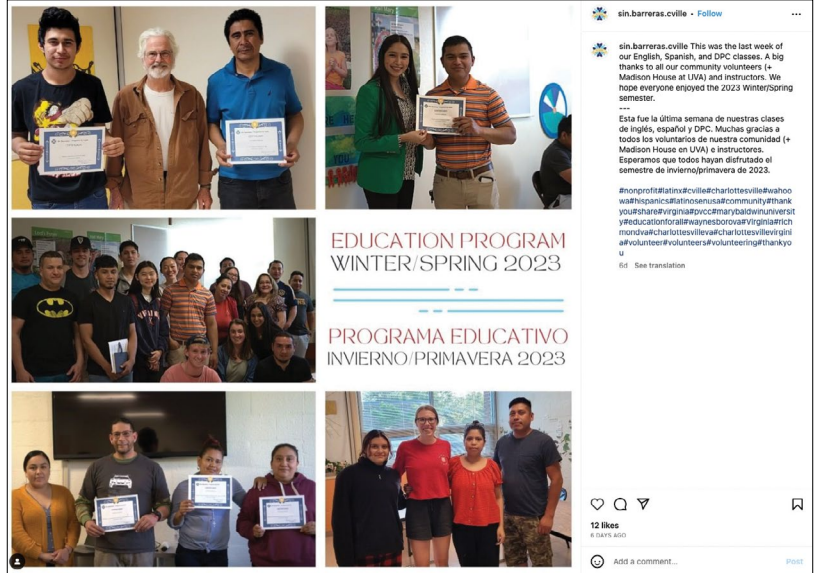 EDUCATION PROGRAM
WINTER/SPRING 2023
PROGRAMA EDUCATIVO
INVIERNO/PRIMAVERA 2023
sin.barreras.cville • Follow
sin.barreras.cville This was the last week of
our English, Spanish, and DPC classes. A big
thanks to all our community volunteers (+
Madison House at UVA) and instructors. We
hope everyone enjoyed the 2023 Winter/Spring
semester.
---
Esta fue la última semana de nuestras clases
de inglés, español y DPC. Muchas gracias a
todos los voluntarios de nuestra comunidad (+
Madison House en UVA) e instructores.
Esperamos que todos hayan disfrutado el
semestre de invierno/primavera de 2023.
#nonprofit#latinx#cville#charlottesville#wahoo
wa#hispanics#latinosenusa#community#thank
you#share#virginia#pvcc#marybaldwinuniversit
y#educationforall#waynesborova#Virginia#rich
mondva#charlottesvilleva#charlottesvillevirgini
a#volunteer#volunteers#volunteering#thankyo
u
6d See translation
12 likes
6 DAYS AGO
Add a comment...
Post